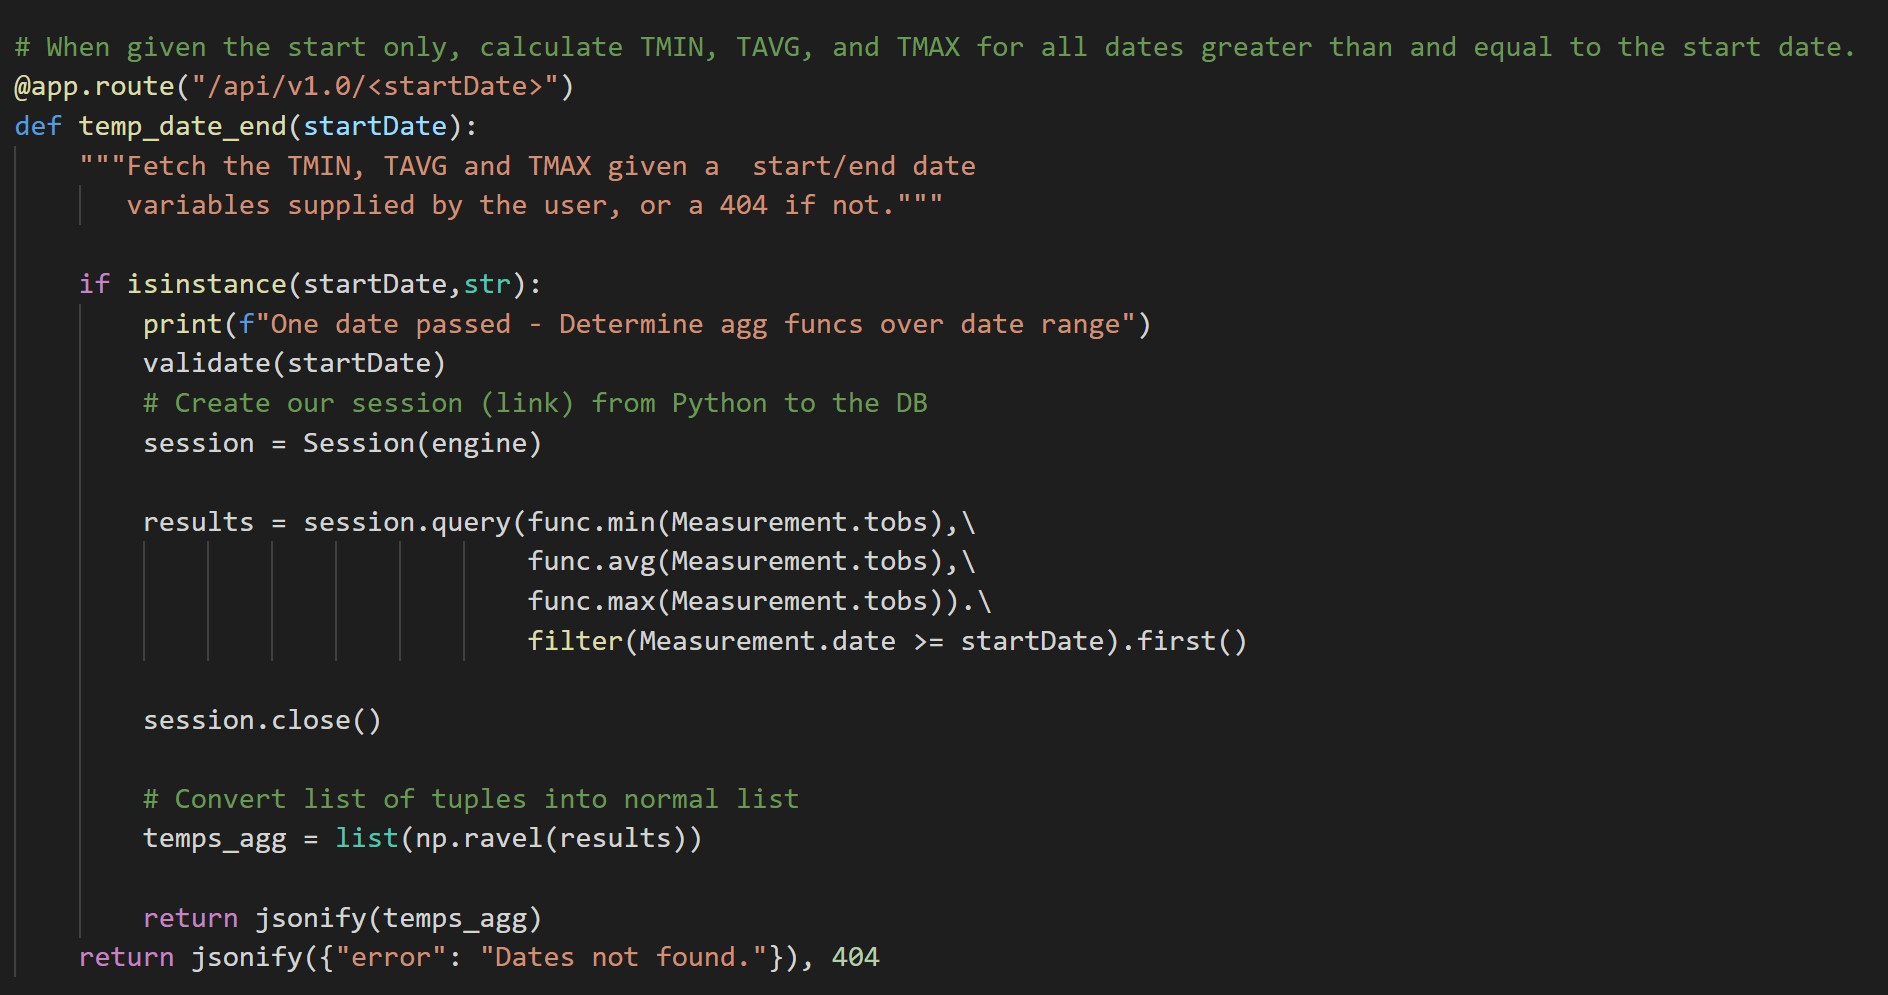 # When given the start only, calculate TMIN, TAVG, and TMAX for all dates greater than and equal to the start date.
@app.route("/api/v1.0/<startDate>")
def temp_date_end(startDate):
    """Fetch the TMIN, TAVG and TMAX given a  start/end date
       variables supplied by the user, or a 404 if not."""

    if isinstance(startDate,str):
        print(f"One date passed - Determine agg funcs over date range")
        validate(startDate)
        # Create our session (link) from Python to the DB
        session = Session(engine)

        results = session.query(func.min(Measurement.tobs),\
                                func.avg(Measurement.tobs),\
                                func.max(Measurement.tobs)).\
                                filter(Measurement.date >= startDate).first()

        session.close()

        # Convert list of tuples into normal list
        temps_agg = list(np.ravel(results))

        return jsonify(temps_agg)
    return jsonify({"error": "Dates not found."}), 404